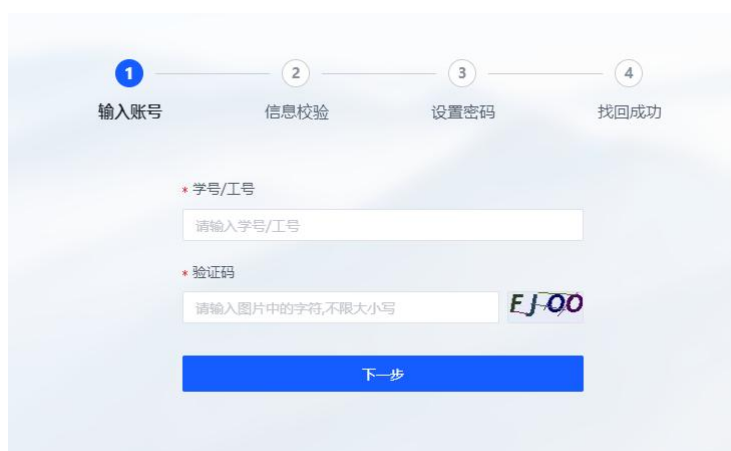 1
2
3
4
输入账号
信息校验
设置密码
找回成功
* 学号/工号
请输入学号/工号
* 验证码
请输入图片中的字符,不限大小写
下一步